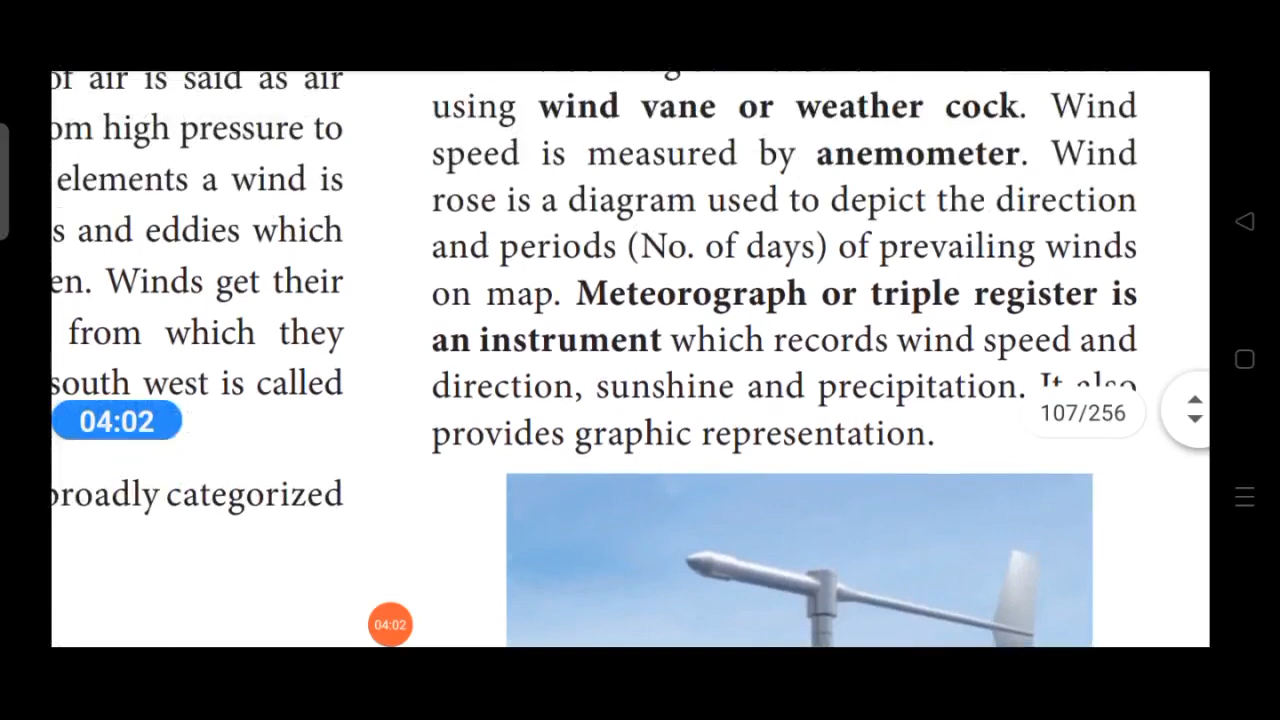 of air is said as air
om high pressure to
elements a wind is
s and eddies which
en. Winds get their
from which they
south west is called
04:02
broadly categorized
04:02
using wind vane or weather cock. Wind
speed is measured by anemometer. Wind
rose is a diagram used to depict the direction
and periods (No. of days) of prevailing winds
on map. Meteorograph or triple register is
an instrument which records wind speed and
direction, sunshine and precipitation. It also
provides graphic representation.
107/256